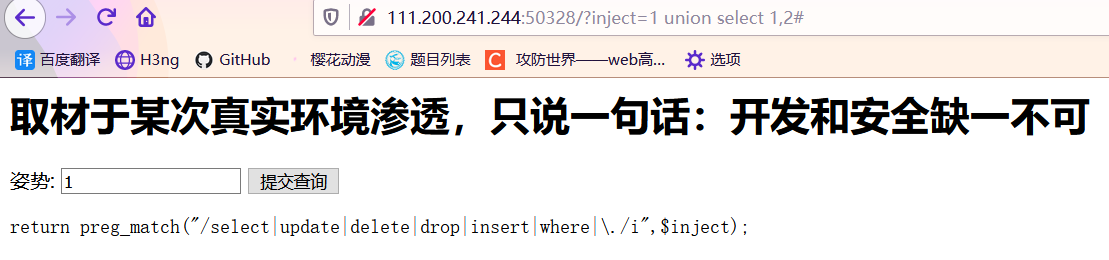 111.200.241.244:50328/?inject=1 union select 1,2#
译 百度翻译 H3ng GitHub 樱花动漫 题目列表 C 攻防世界——web高... 选项
取材于某次真实环境渗透，只说一句话：开发和安全缺一不可
姿势: 1 提交查询
return preg_match("/select|update|delete|drop|insert|where|\./i",$inject);